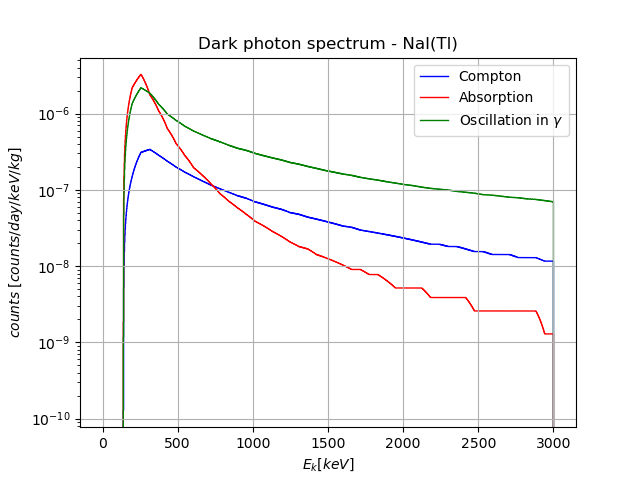 Dark photon spectrum - NaI(Tl)
Compton
Absorption
Oscillation in γ
counts [counts/day/keV/kg]
10⁻⁶
10⁻⁷
10⁻⁸
10⁻⁹
10⁻¹⁰
0 500 1000 1500 2000 2500 3000
Eₖ[keV]